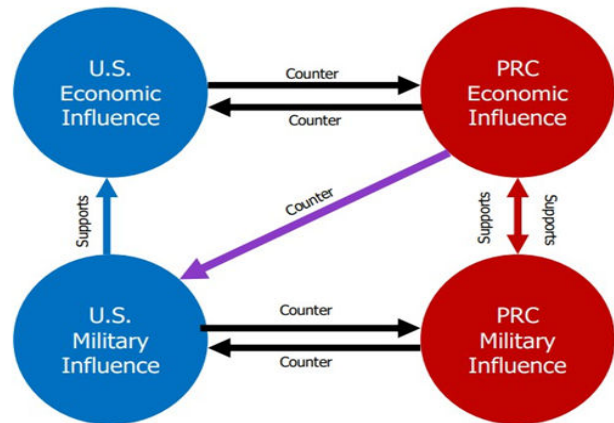 U.S.
Economic
Influence
Counter
Counter
PRC
Economic
Influence
Supports
Counter
Supports
Supports
U.S.
Military
Influence
Counter
Counter
PRC
Military
Influence